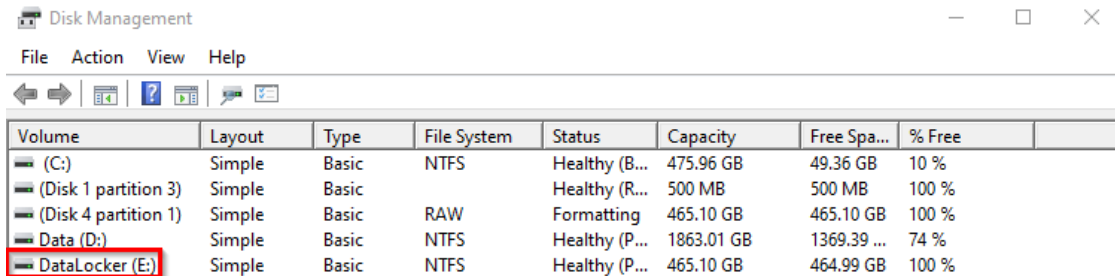 Disk Management
File Action View Help
Volume Layout Type File System Status Capacity Free Spa... % Free
(C:) Simple Basic NTFS Healthy (B... 475.96 GB 49.36 GB 10 %
(Disk 1 partition 3) Simple Basic Healthy (R... 500 MB 500 MB 100 %
(Disk 4 partition 1) Simple Basic RAW Formatting 465.10 GB 465.10 GB 100 %
Data (D:) Simple Basic NTFS Healthy (P... 1863.01 GB 1369.39 ... 74 %
DataLocker (E:) Simple Basic NTFS Healthy (P... 465.10 GB 464.99 GB 100 %